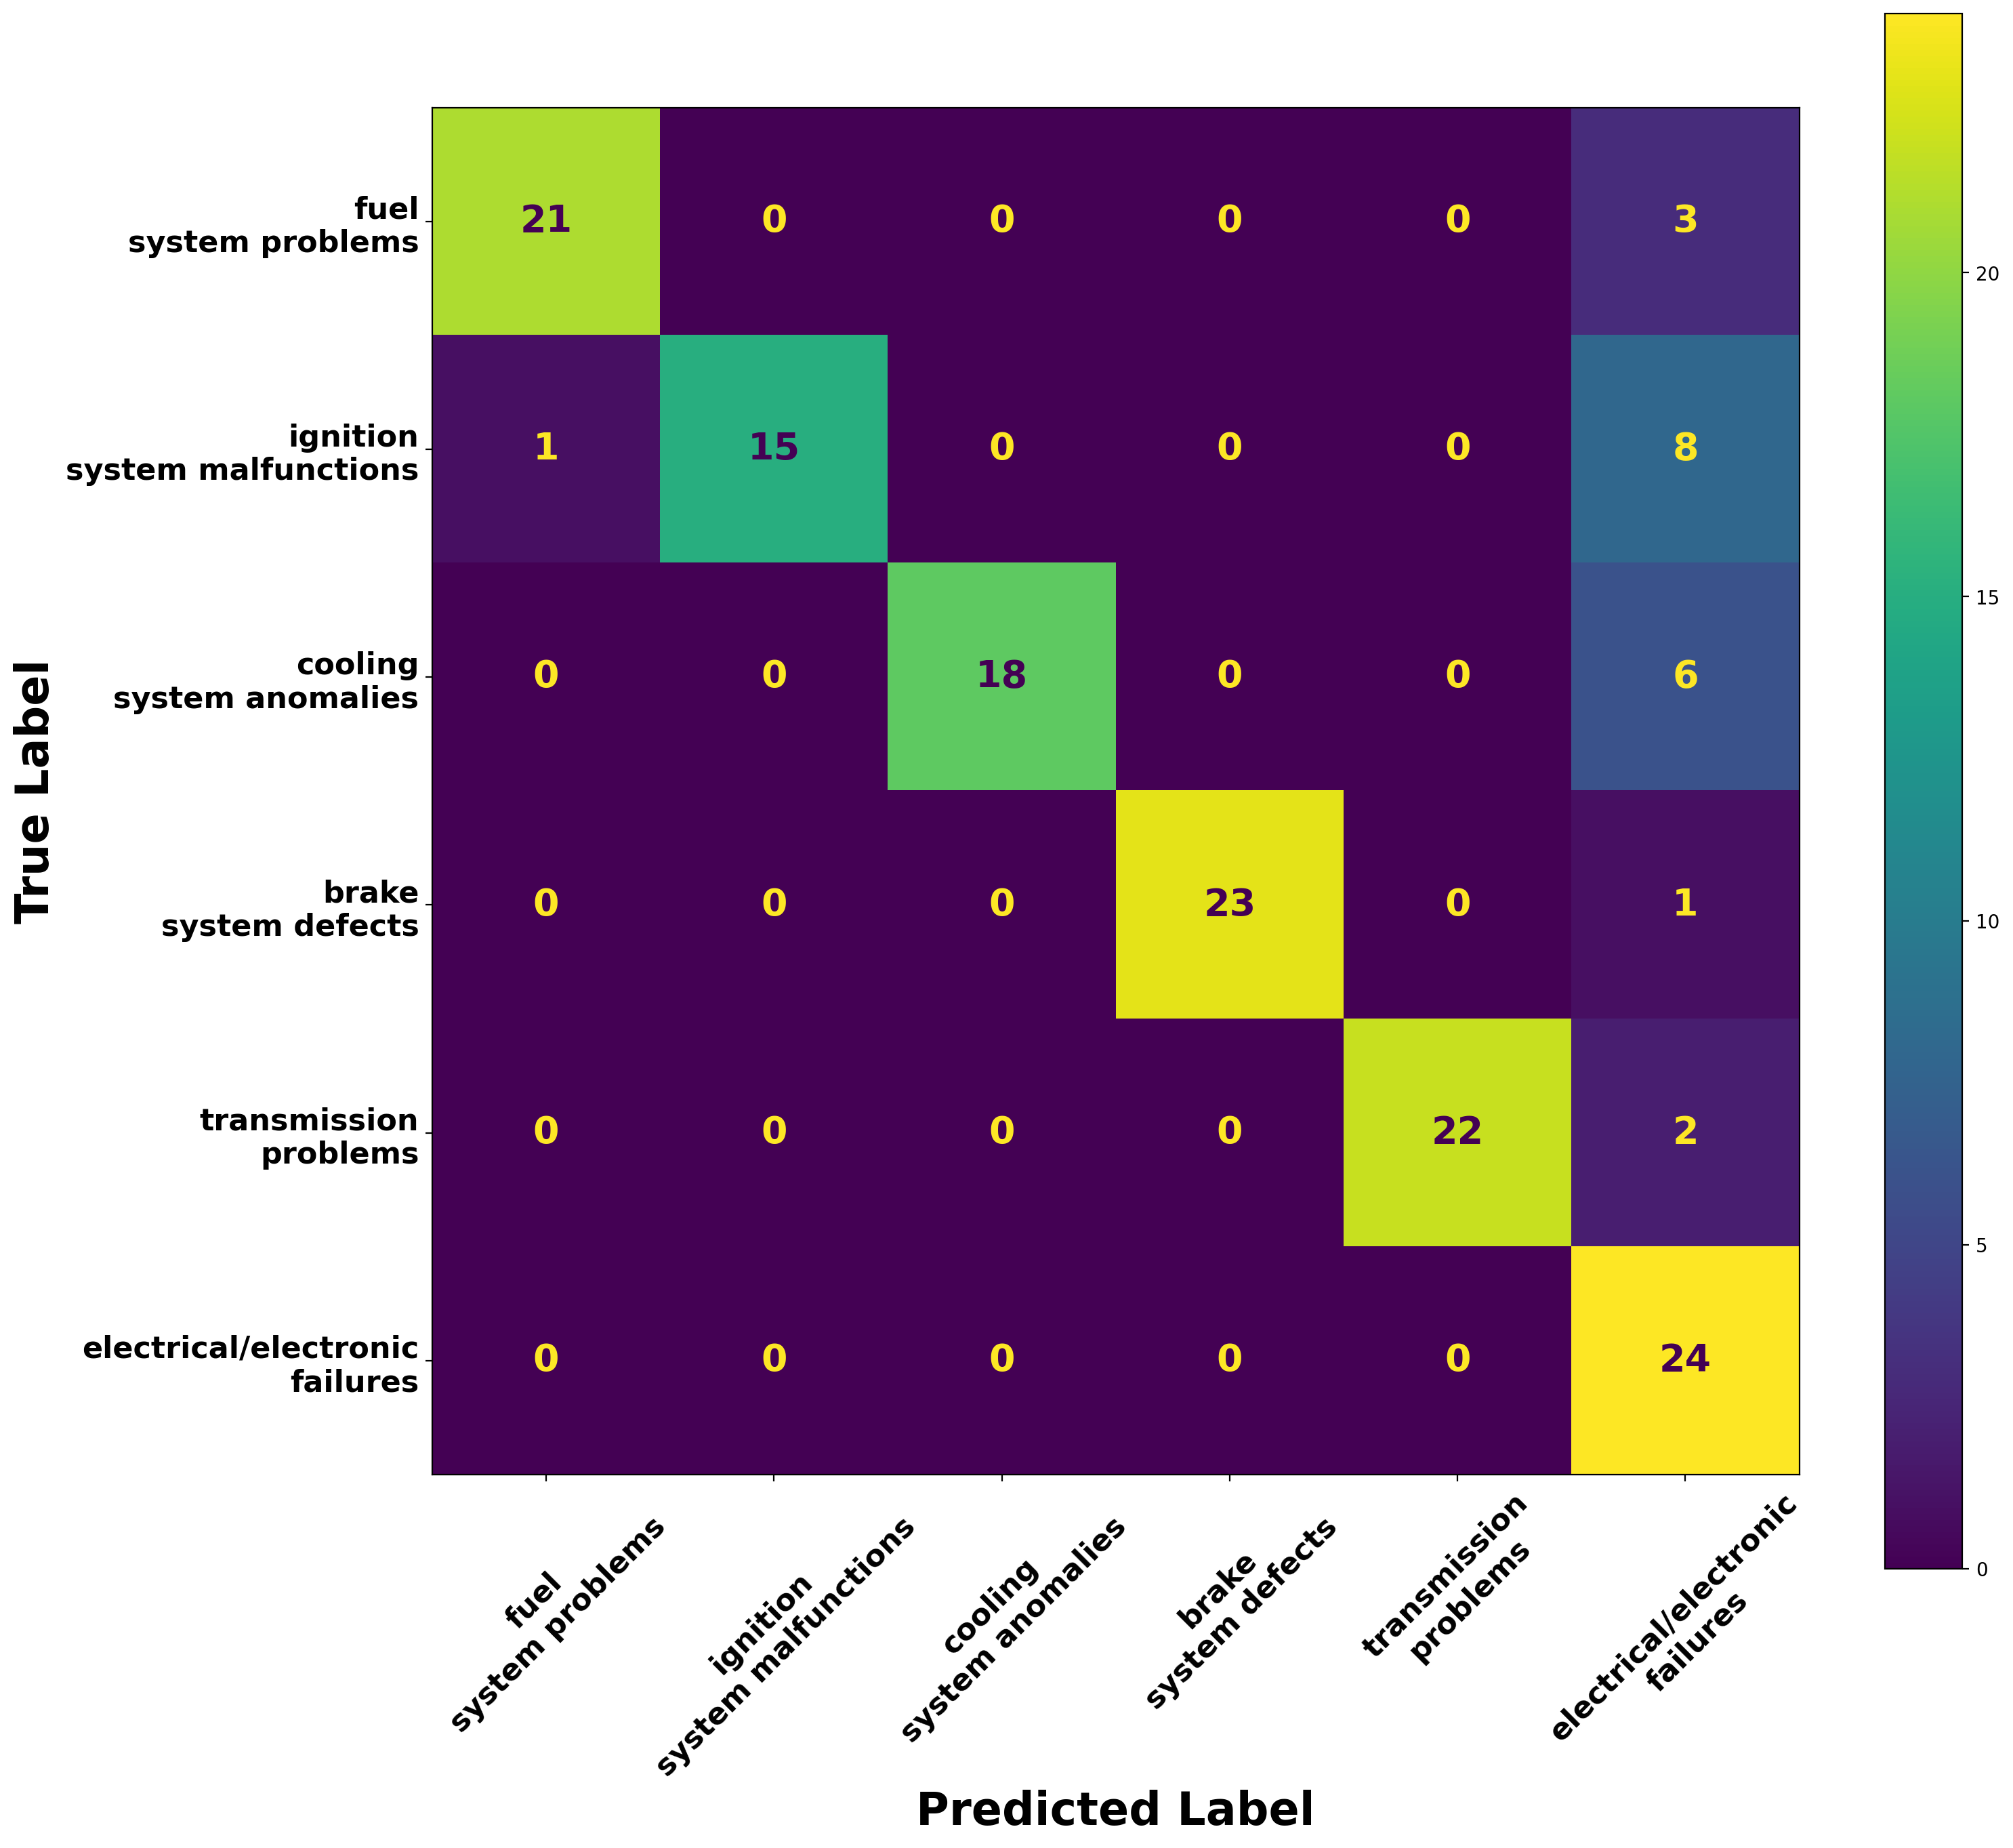 fuel
system problems
21 0 0 0 0 3
ignition
system malfunctions
1 15 0 0 0 8
cooling
system anomalies
0 0 18 0 0 6
brake
system defects
0 0 0 23 0 1
transmission
problems
0 0 0 0 22 2
electrical/electronic
failures
0 0 0 0 0 24
True Label
fuel
system problems
ignition
system malfunctions
cooling
system anomalies
brake
system defects
transmission
problems
electrical/electronic
failures
Predicted Label
20
15
10
5
0